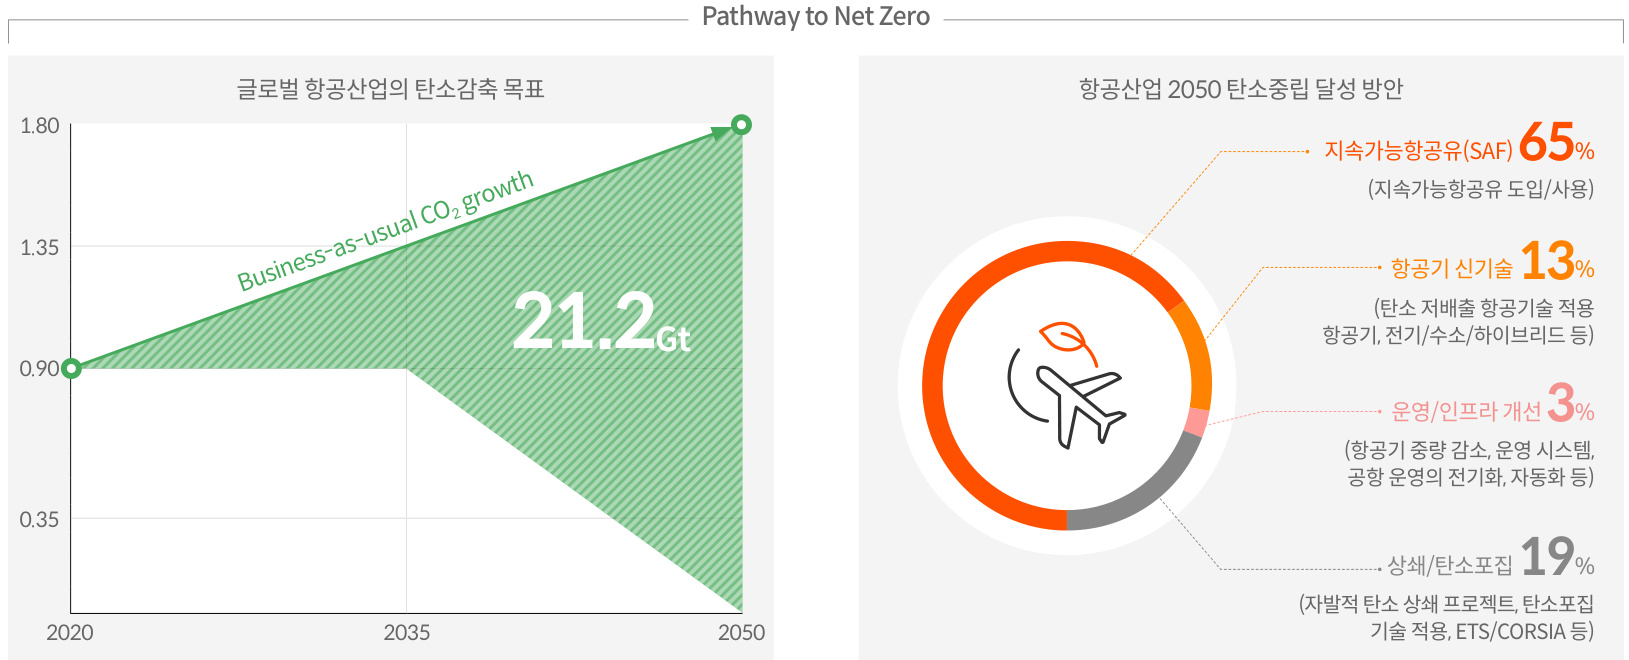 Pathway to Net Zero
글로벌 항공산업의 탄소감축 목표
1.80
1.35
0.90
0.35
2020
2035
2050
Business-as-usual CO₂ growth
21.2Gt
항공산업 2050 탄소중립 달성 방안
지속가능항공유(SAF) 65%
(지속가능항공유 도입/사용)
항공기 신기술 13%
(탄소 저배출 항공기술 적용
항공기, 전기/수소/하이브리드 등)
운영/인프라 개선 3%
(항공기 중량 감소, 운영 시스템,
공항 운영의 전기화, 자동화 등)
상쇄/탄소포집 19%
(자발적 탄소 상쇄 프로젝트, 탄소포집
기술 적용, ETS/CORSIA 등)